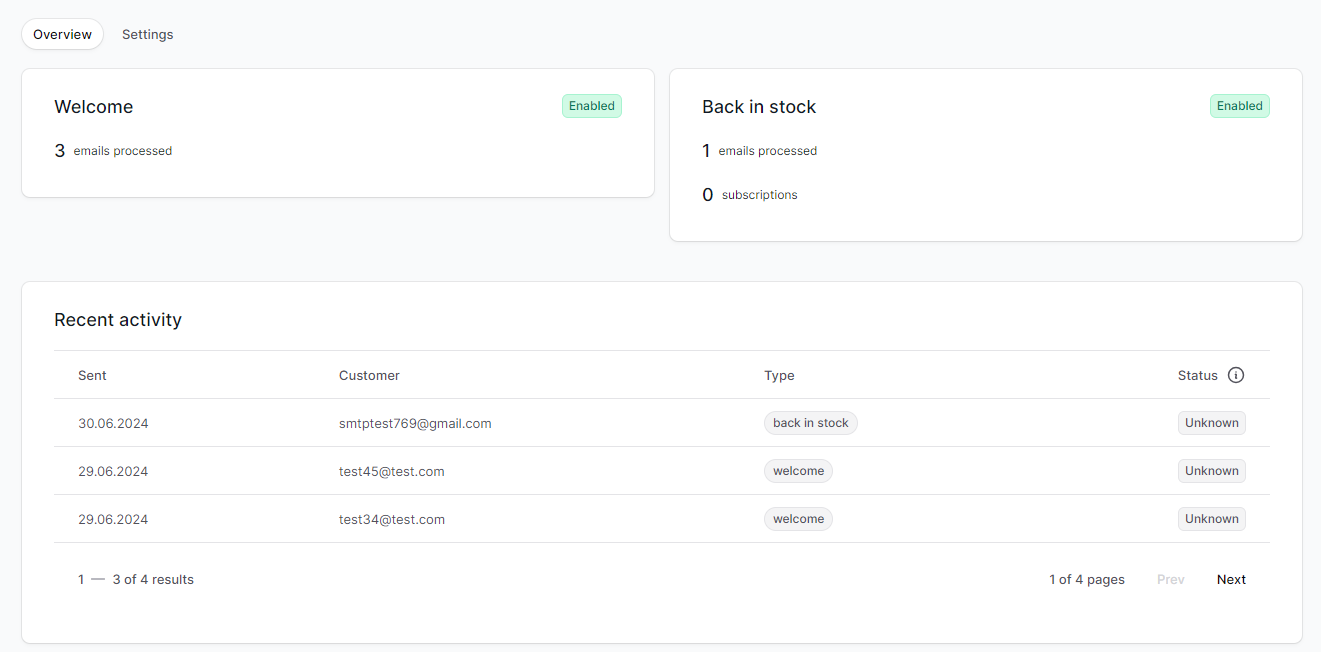 Overview Settings
Welcome Enabled
3 emails processed
Back in stock Enabled
1 emails processed
0 subscriptions
Recent activity
Sent Customer Type Status
30.06.2024 smtptest769@gmail.com back in stock Unknown
29.06.2024 test45@test.com welcome Unknown
29.06.2024 test34@test.com welcome Unknown
1 — 3 of 4 results 1 of 4 pages Prev Next